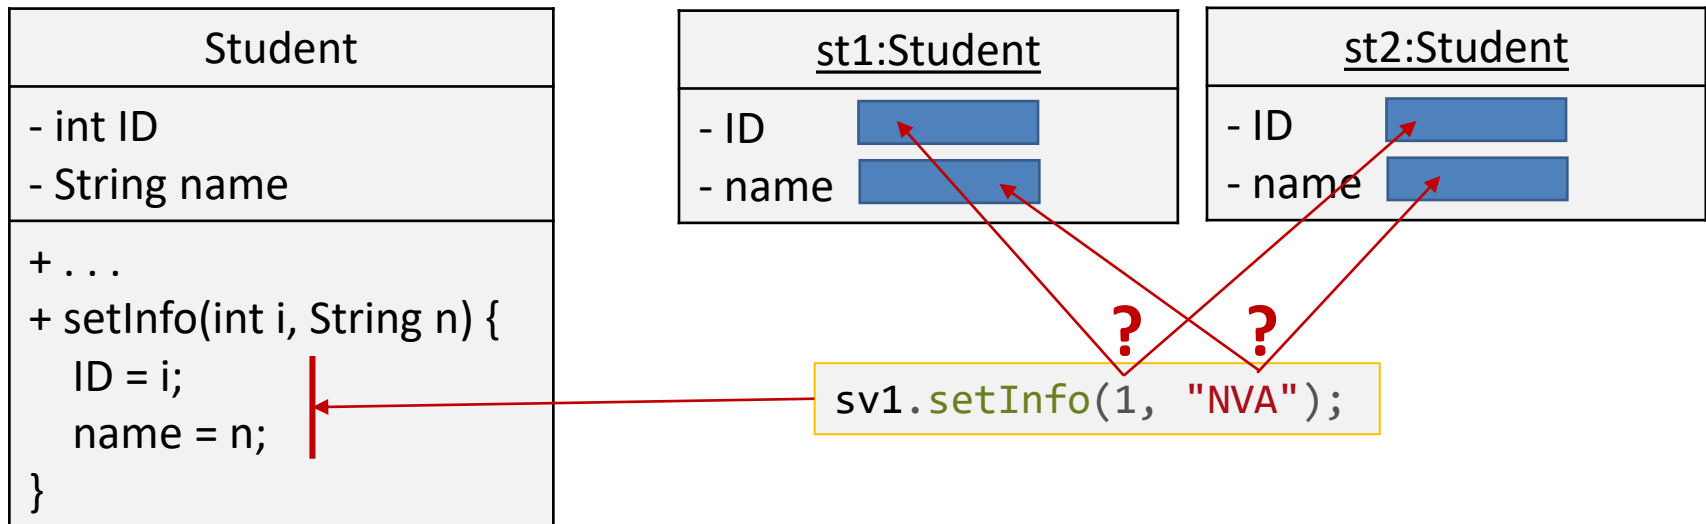 Student
- int ID
- String name
+ . . .
+ setInfo(int i, String n) {
ID = i;
name = n;
}
st1:Student
- ID
- name
st2:Student
- ID
- name
? ?
sv1.setInfo(1, "NVA");